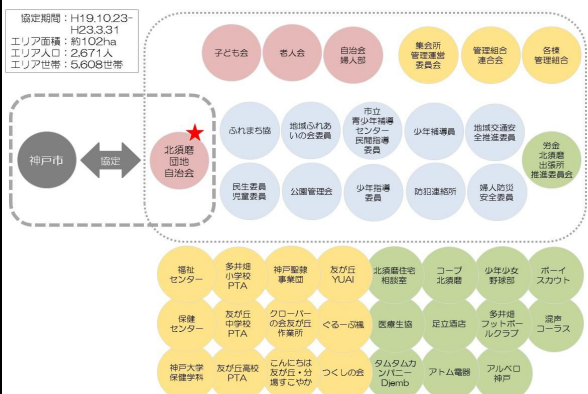 協定期間：H19.10.23-
H23.3.31
エリア面積：約102ha
エリア人口：2,671人
エリア世帯：5,608世帯
子ども会
老人会
自治会
婦人部
集会所
管理運営
委員会
管理組合
連合会
各棟
管理組合
神戸市
協定
北須磨
団地
自治会
ふれまち協
地域ふれあ
いの会委員
市立
青少年補導
センター
民間指導
委員
少年補導員
地域交通安
全推進委員
労金
北須磨
出張所
推進委員会
民生委員
児童委員
公園管理会
少年指導
委員
防犯連絡所
婦人防災
安全委員
福祉
センター
多井畑
小学校
PTA
神戸聖隷
事業団
友が丘
YUAI
北須磨住宅
相談室
コープ
北須磨
少年少女
野球部
ボーイ
スカウト
保健
センター
友が丘
中学校
PTA
クローバー
の会友が丘
作業所
ぐるーぷ楓
医療生協
足立酒店
多井畑
フットボー
ルクラブ
混声
コーラス
神戸大学
保健学科
友が丘高校
PTA
こんにちは
友が丘・分
場すこやか
つくしの会
タムタムカ
ンパニー
Djemb
アトム電器
アルベロ
神戸